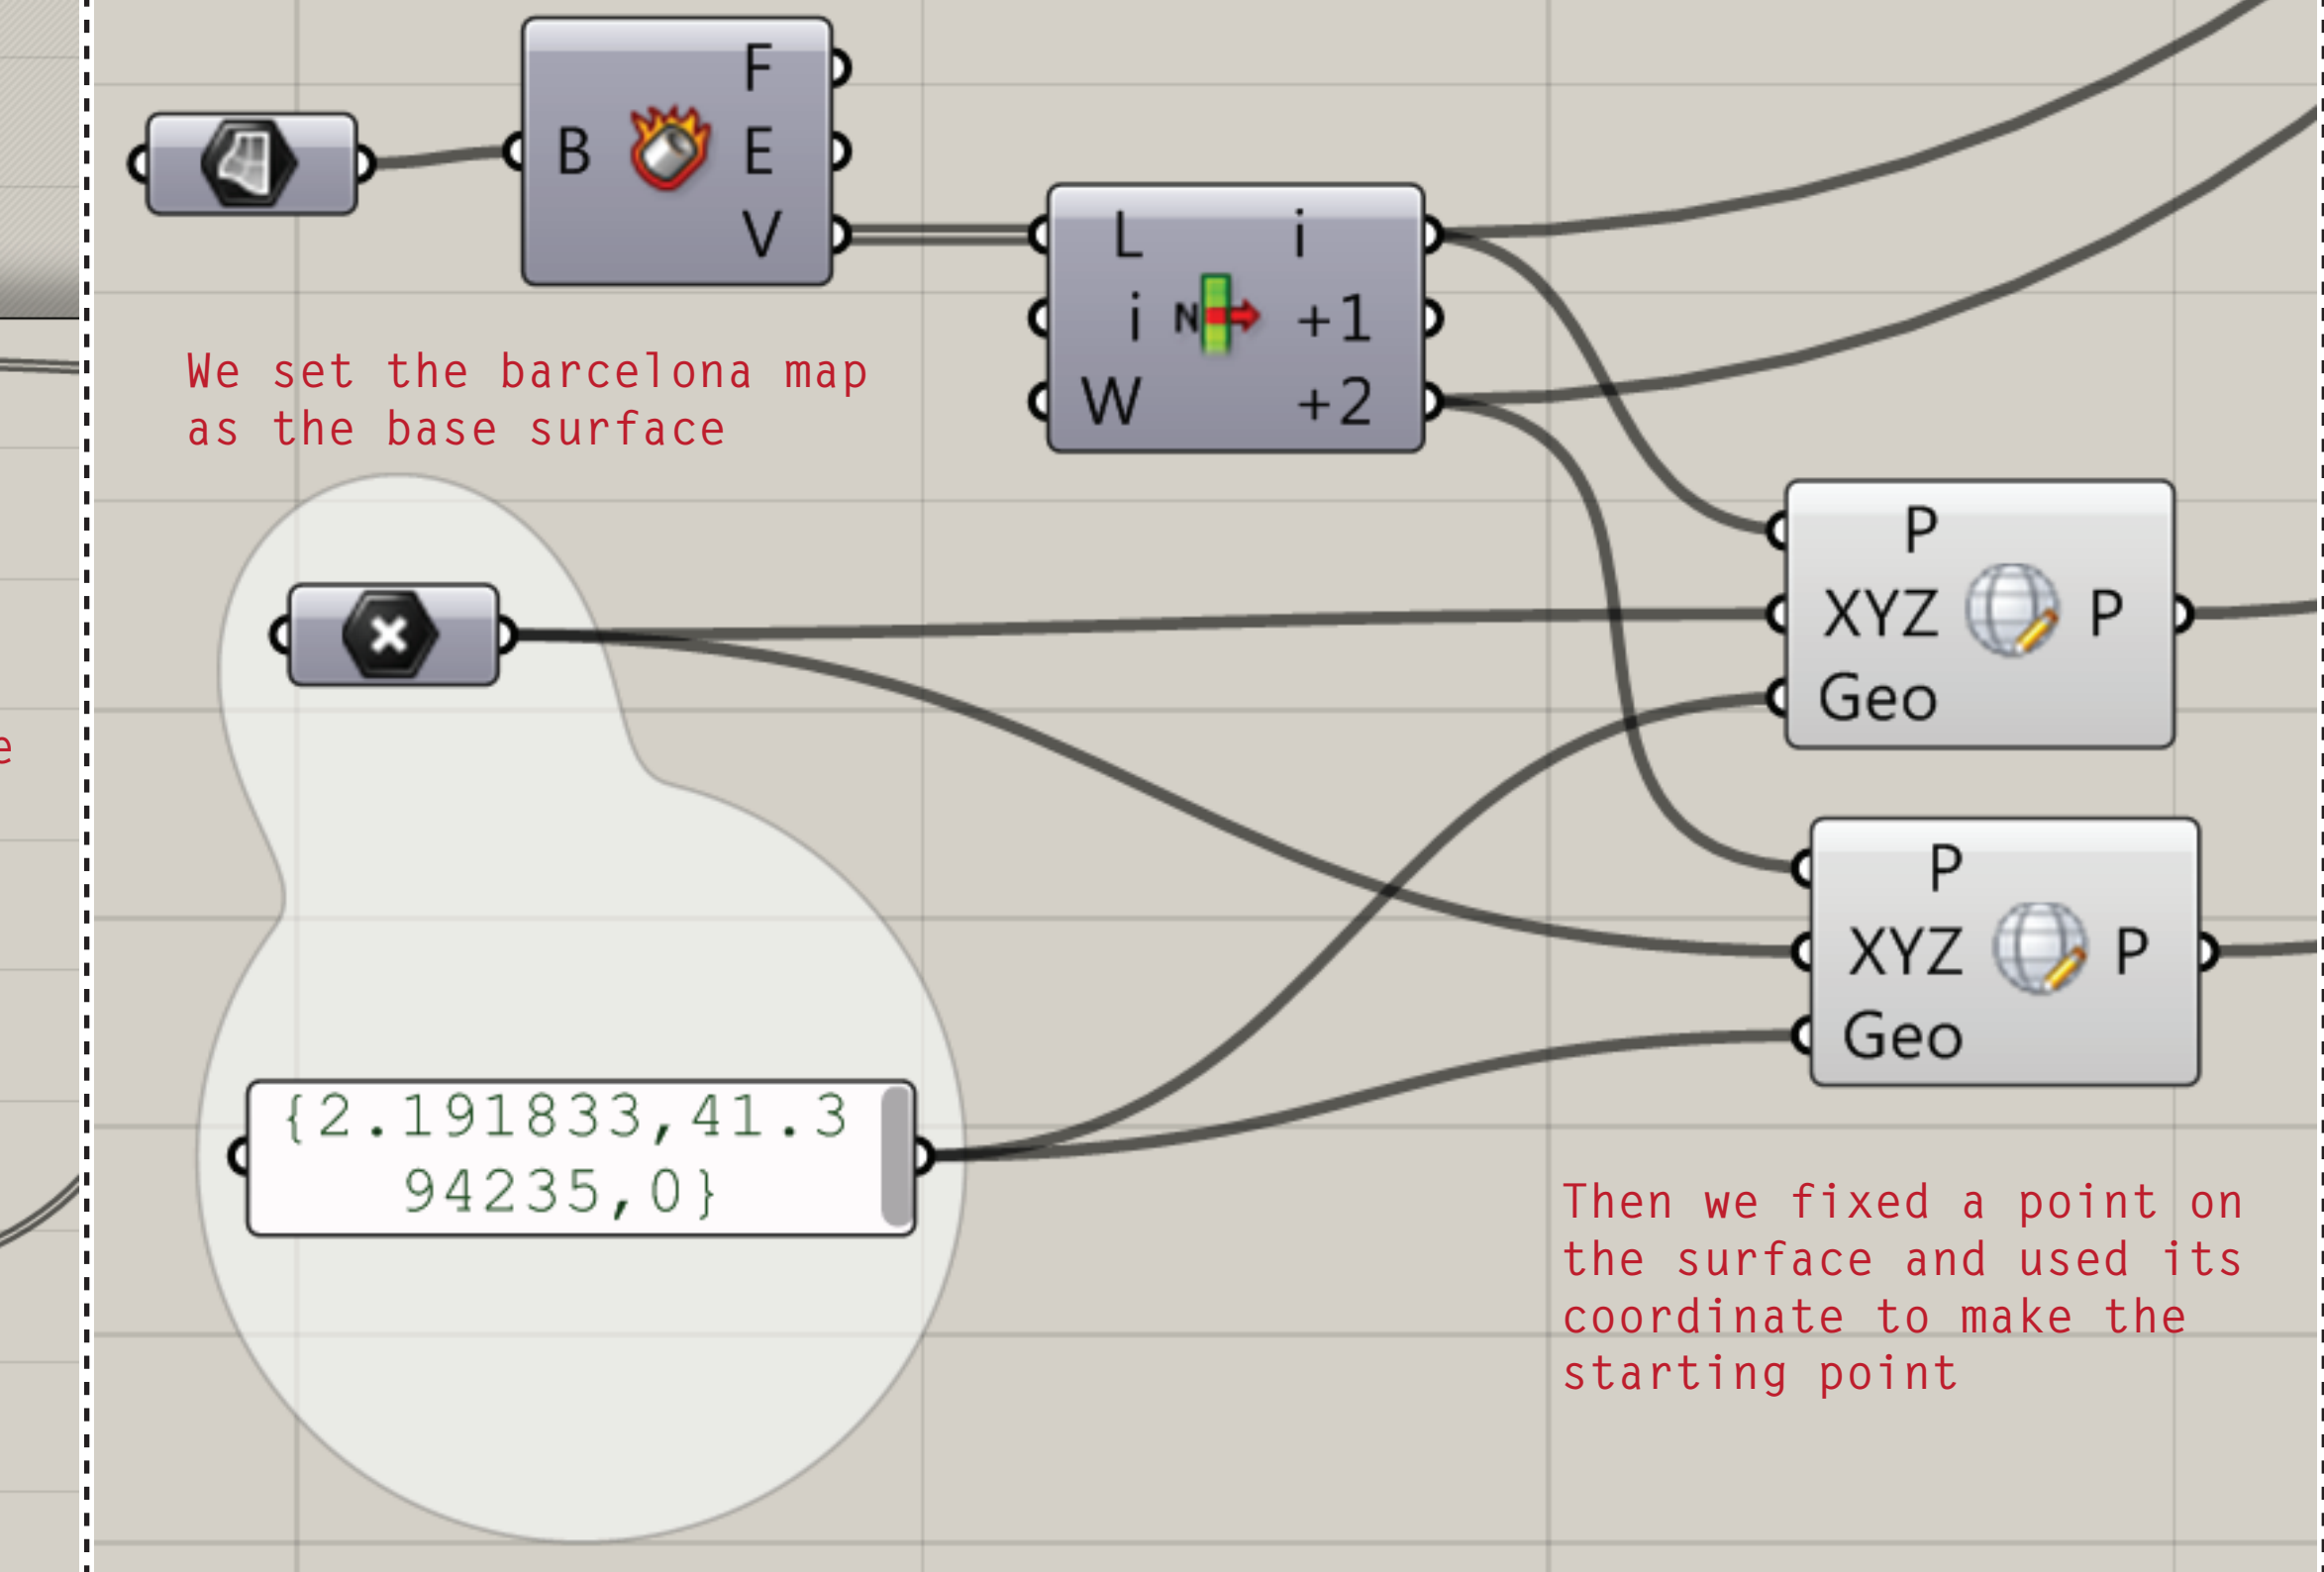 F
B E
V
L i
N
i +1
W +2
We set the barcelona map
as the base surface
P
XYZ P
Geo
e
P
XYZ P
Geo
{2.191833,41.3
94235,0}
Then we fixed a point on
the surface and used its
coordinate to make the
starting point